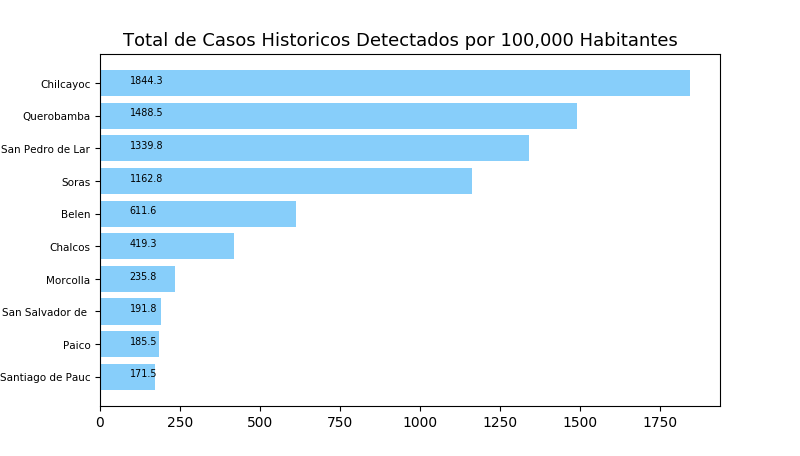 Total de Casos Historicos Detectados por 100,000 Habitantes
Chilcayoc 1844.3
Querobamba 1488.5
San Pedro de Lar 1339.8
Soras 1162.8
Belen 611.6
Chalcos 419.3
Morcolla 235.8
San Salvador de 191.8
Paico 185.5
Santiago de Pauc 171.5
0 250 500 750 1000 1250 1500 1750